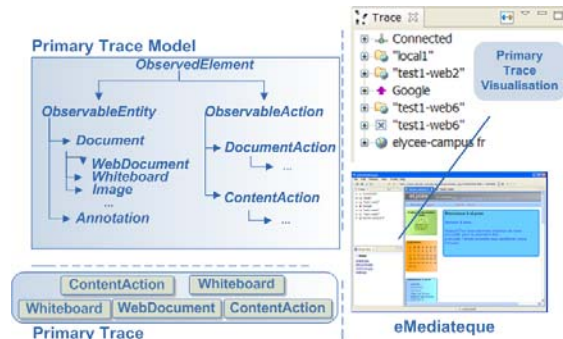 Primary Trace Model
ObservedElement
ObservableEntity
ObservableAction
Document
DocumentAction
WebDocument
...
Whiteboard
Image
ContentAction
...
...
Annotation
ContentAction
Whiteboard
Whiteboard
WebDocument
ContentAction
Primary Trace
Trace
Connected
"local1"
"test1-web2"
Google
"test1-web6"
"test1-web6"
elycee-campus fr
Primary
Trace
Visualisation
eMediateque